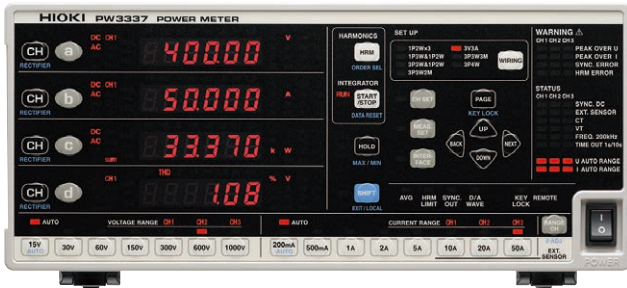 HIOKI PW3337 POWER METER
CH a DC CH1 AC 400.00 V
RECTIFIER
CH b DC CH1 AC 50.000 A
RECTIFIER
CH c DC AC sum 33.370 k W
RECTIFIER
CH d CH1 THD 1.08 % V
RECTIFIER
HARMONICS
HRM
ORDER SEL
INTEGRATOR
RUN START /STOP
DATA RESET
HOLD
MAX / MIN
SHIFT
EXIT / LOCAL
SET UP
1P2W×3 3V3A
1P3W&1P2W 3P3W3M
3P3W&1P2W 3P4W
3P3W2M
WIRING
CH SET
PAGE
KEY LOCK
MEAS. SET
UP
BACK
NEXT
INTER-FACE
DOWN
AVG HRM LIMIT SYNC. OUT D/A WAVE KEY LOCK REMOTE
WARNING ⚠
CH1 CH2 CH3
PEAK OVER U
PEAK OVER I
SYNC. ERROR
HRM ERROR
STATUS
CH1 CH2 CH3
SYNC. DC
EXT. SENSOR
CT
VT
FREQ. 200kHz
TIME OUT 1s/10s
U AUTO RANGE
I AUTO RANGE
AUTO VOLTAGE RANGE CH1 CH2 CH3
15V AUTO 30V 60V 150V 300V 600V 1000V
AUTO CURRENT RANGE CH1 CH2 CH3
200mA AUTO 500mA 1A 2A 5A 10A 20A 50A
RANGE CH
EXT. SENSOR
POWER